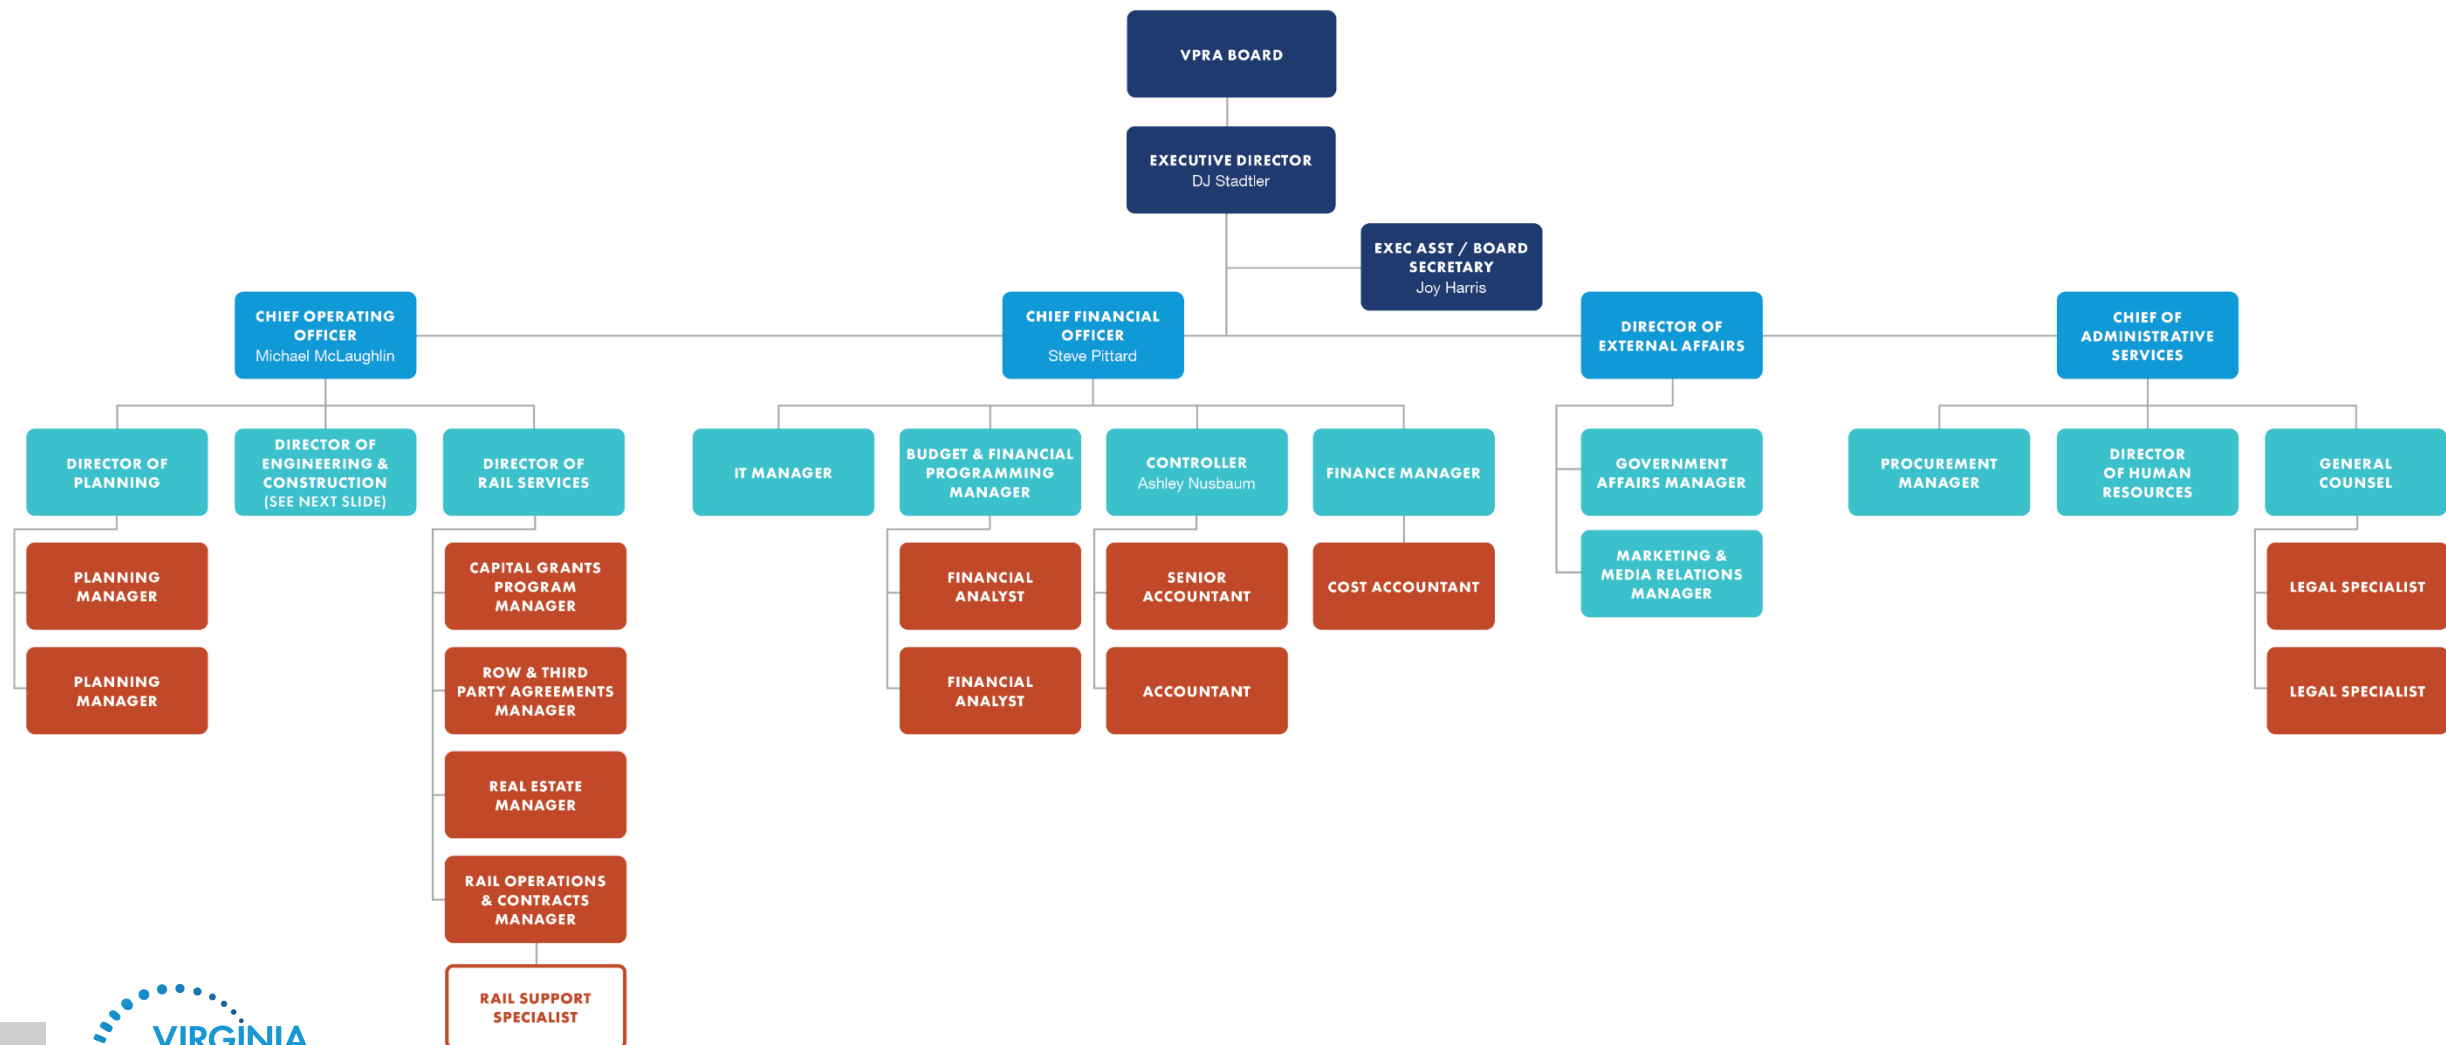 VPRA BOARD
EXECUTIVE DIRECTOR
DJ Stadtler
EXEC ASST / BOARD
SECRETARY
Joy Harris
CHIEF OPERATING
OFFICER
Michael McLaughlin
CHIEF FINANCIAL
OFFICER
Steve Pittard
DIRECTOR OF
EXTERNAL AFFAIRS
CHIEF OF
ADMINISTRATIVE
SERVICES
DIRECTOR OF
PLANNING
DIRECTOR OF
ENGINEERING &
CONSTRUCTION
(SEE NEXT SLIDE)
DIRECTOR OF
RAIL SERVICES
IT MANAGER
BUDGET & FINANCIAL
PROGRAMMING
MANAGER
CONTROLLER
Ashley Nusbaum
FINANCE MANAGER
GOVERNMENT
AFFAIRS MANAGER
PROCUREMENT
MANAGER
DIRECTOR
OF HUMAN
RESOURCES
GENERAL
COUNSEL
PLANNING
MANAGER
CAPITAL GRANTS
PROGRAM
MANAGER
FINANCIAL
ANALYST
SENIOR
ACCOUNTANT
COST ACCOUNTANT
MARKETING &
MEDIA RELATIONS
MANAGER
LEGAL SPECIALIST
PLANNING
MANAGER
ROW & THIRD
PARTY AGREEMENTS
MANAGER
FINANCIAL
ANALYST
ACCOUNTANT
LEGAL SPECIALIST
REAL ESTATE
MANAGER
RAIL OPERATIONS
& CONTRACTS
MANAGER
RAIL SUPPORT
SPECIALIST
VIRGINIA